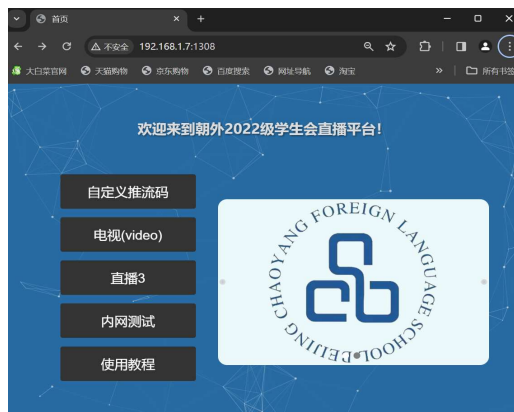 首页
不安全 192.168.1.7:1308
大白菜官网 天猫购物 京东购物 百度搜索 网址导航 淘宝 » 所有书签
欢迎来到朝外2022级学生会直播平台!
自定义推流码
电视(video)
直播3
内网测试
使用教程
BEIJING CHAOYANG FOREIGN LANGUAGE SCHOOL